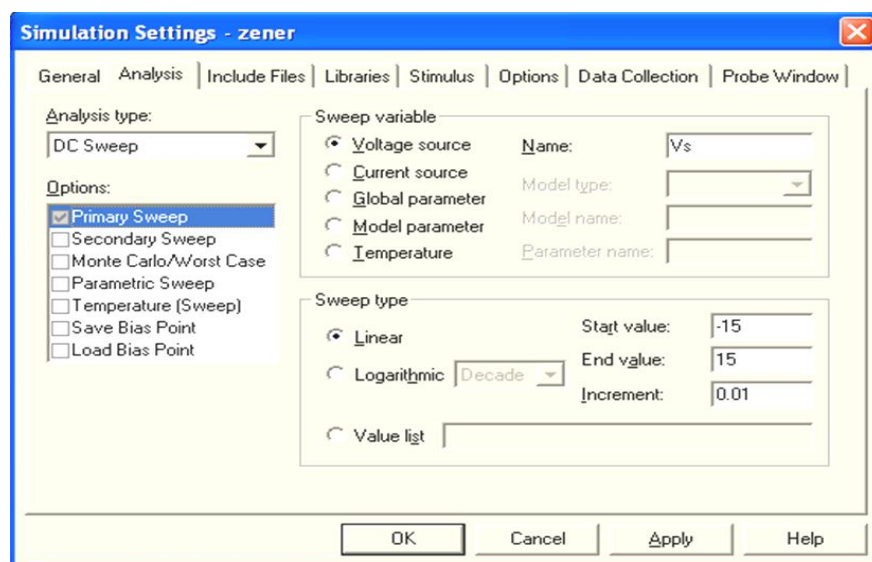 Simulation Settings - zener
General Analysis Include Files Libraries Stimulus Options Data Collection Probe Window
Analysis type:
DC Sweep
Options:
Primary Sweep
Secondary Sweep
Monte Carlo/Worst Case
Parametric Sweep
Temperature (Sweep)
Save Bias Point
Load Bias Point
Sweep variable
Voltage source
Current source
Global parameter
Model parameter
Temperature
Name: Vs
Model type:
Model name:
Parameter name:
Sweep type
Linear
Logarithmic Decade
Value list
Start value: -15
End value: 15
Increment: 0.01
OK Cancel Apply Help